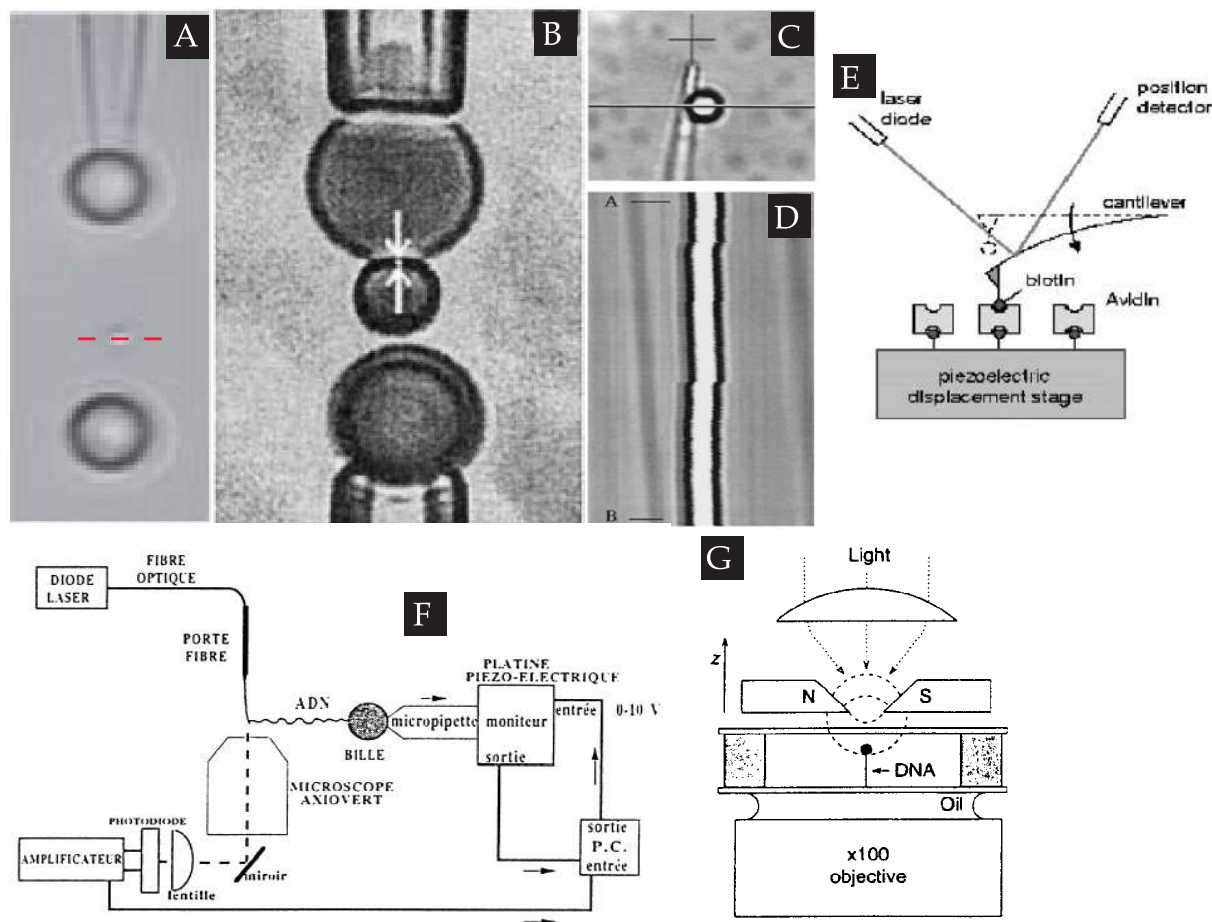 A
B
C
A
D
B
E
laser
diode
position
detector
cantilever
biotin
Avidin
piezoelectric
displacement stage
F
DIODE
LASER
FIBRE
OPTIQUE
PORTE
FIBRE
ADN
BILLE
micropipette
PLATINE
PIEZO-ELECTRIQUE
moniteur
entrée
0-10 V
sortie
MICROSCOPE
AXIOVERT
PHOTODIODE
AMPLIFICATEUR
lentille
miroir
sortie
P.C.
entrée
G
Light
z
N
S
DNA
Oil
x100
objective